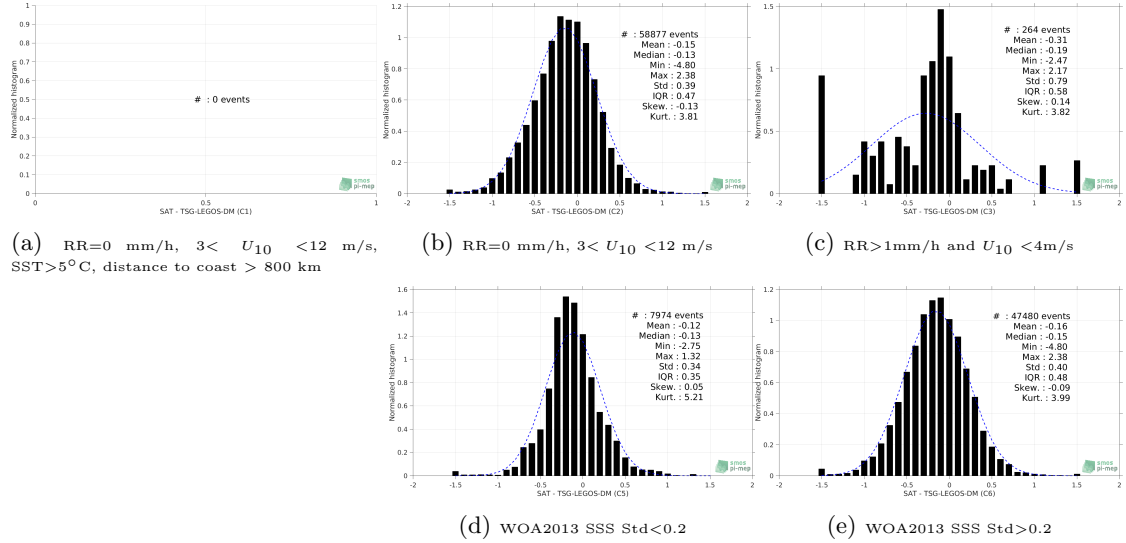 1
0.9
0.8
0.7
0.6
0.5
0.4
0.3
0.2
0.1
0
Normalized histogram
# : 0 events
smos
pi-mep
0 0.5 1
SAT - TSG-LEGOS-DM (C1)
(a) RR=0 mm/h, 3< U10 <12 m/s,
SST>5°C, distance to coast > 800 km
1.2
1
0.8
0.6
0.4
0.2
0
Normalized histogram
# : 58877 events
Mean : -0.15
Median : -0.13
Min : -4.80
Max : 2.38
Std : 0.39
IQR : 0.47
Skew. : -0.13
Kurt. : 3.81
smos
pi-mep
-2 -1.5 -1 -0.5 0 0.5 1 1.5 2
SAT - TSG-LEGOS-DM (C2)
(b) RR=0 mm/h, 3< U10 <12 m/s
1.5
1
0.5
0
Normalized histogram
# : 264 events
Mean : -0.31
Median : -0.19
Min : -2.47
Max : 2.17
Std : 0.79
IQR : 0.58
Skew. : 0.14
Kurt. : 3.82
smos
pi-mep
-2 -1.5 -1 -0.5 0 0.5 1 1.5 2
SAT - TSG-LEGOS-DM (C3)
(c) RR>1mm/h and U10 <4m/s
1.6
1.4
1.2
1
0.8
0.6
0.4
0.2
0
Normalized histogram
# : 7974 events
Mean : -0.12
Median : -0.13
Min : -2.75
Max : 1.32
Std : 0.34
IQR : 0.35
Skew. : 0.05
Kurt. : 5.21
smos
pi-mep
-2 -1.5 -1 -0.5 0 0.5 1 1.5 2
SAT - TSG-LEGOS-DM (C5)
(d) WOA2013 SSS Std<0.2
1.2
1
0.8
0.6
0.4
0.2
0
Normalized histogram
# : 47480 events
Mean : -0.16
Median : -0.15
Min : -4.80
Max : 2.38
Std : 0.40
IQR : 0.48
Skew. : -0.09
Kurt. : 3.99
smos
pi-mep
-2 -1.5 -1 -0.5 0 0.5 1 1.5 2
SAT - TSG-LEGOS-DM (C6)
(e) WOA2013 SSS Std>0.2